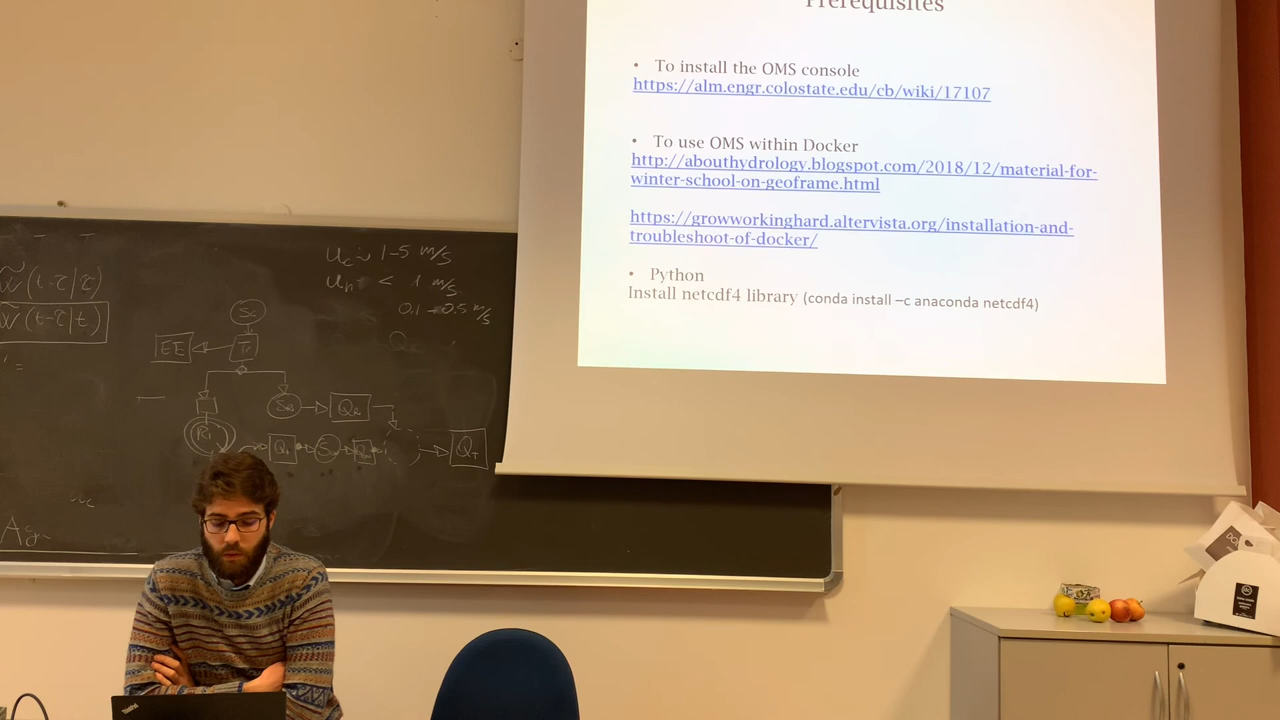 Prerequisites
• To install the OMS console
https://alm.engr.colostate.edu/cb/wiki/17107
• To use OMS within Docker
http://abouthydrology.blogspot.com/2018/12/material-for-
winter-school-on-geoframe.html
https://growworkinghard.altervista.org/installation-and-
troubleshoot-of-docker/
• Python
Install netcdf4 library (conda install –c anaconda netcdf4)
1-5 m/s
< 1 m/s
0.1 - 0.5 m/s
EE
ThinkPad